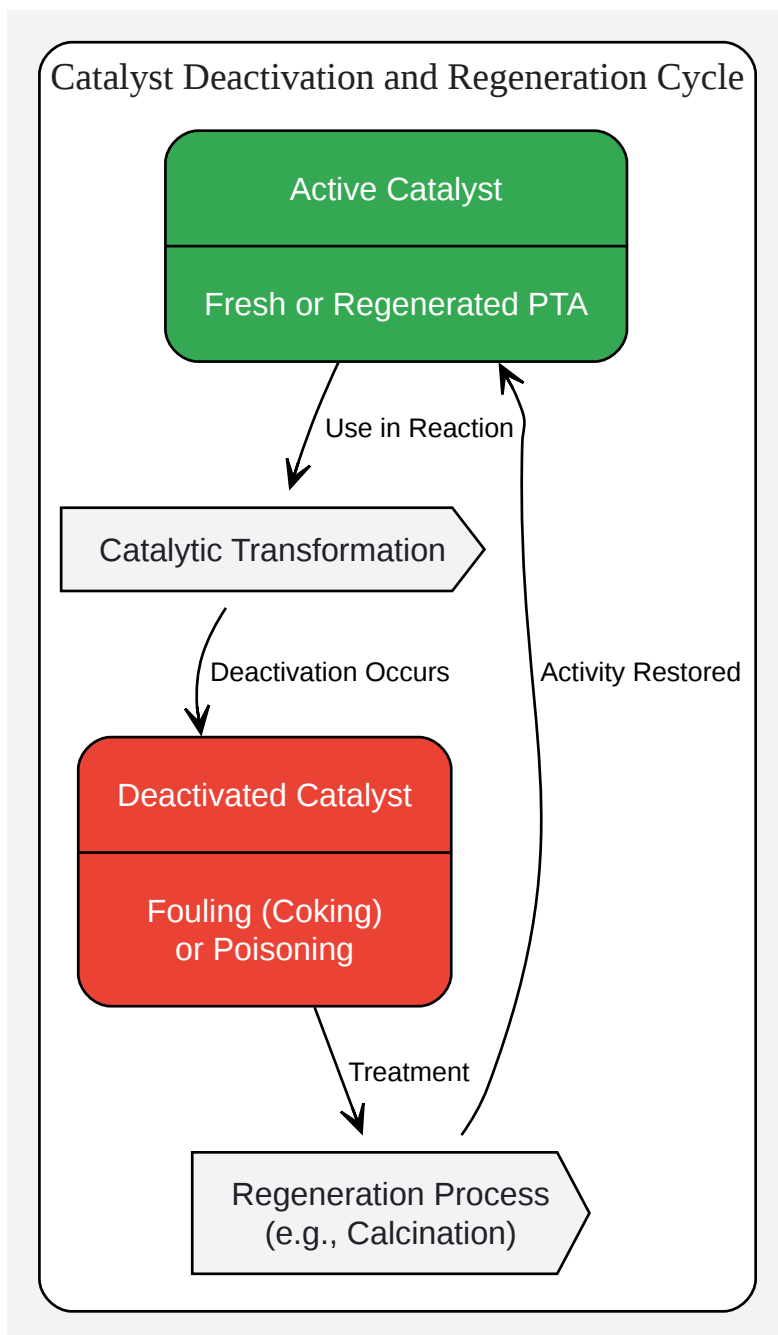 Catalyst Deactivation and Regeneration Cycle
Active Catalyst
Fresh or Regenerated PTA
Use in Reaction
Catalytic Transformation
Deactivation Occurs
Activity Restored
Deactivated Catalyst
Fouling (Coking)
or Poisoning
Treatment
Regeneration Process
(e.g., Calcination)